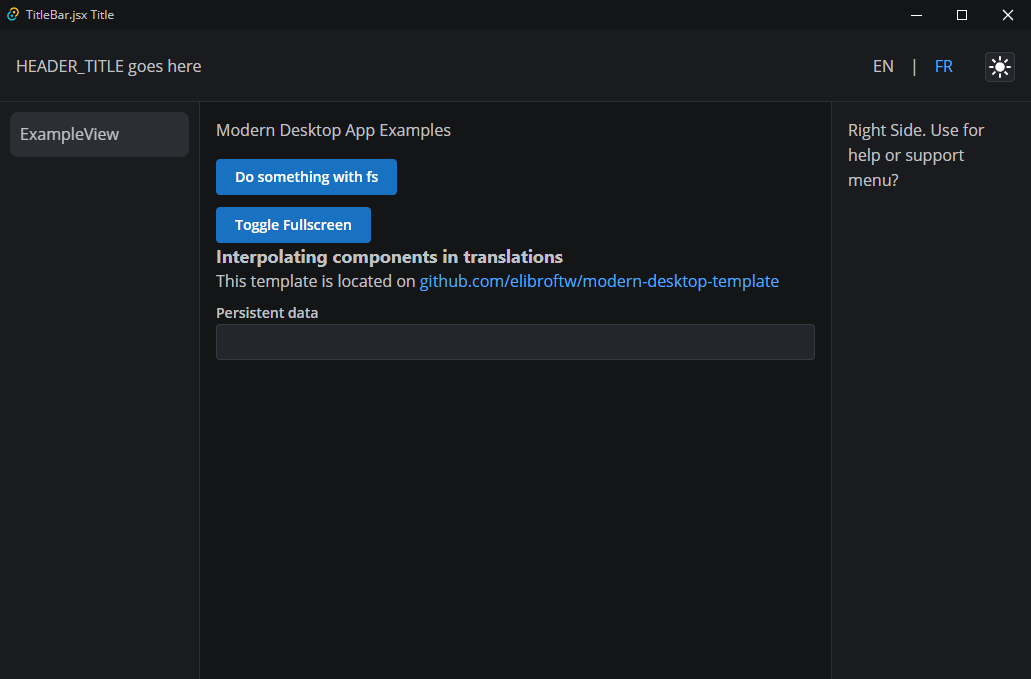 TitleBar.jsx Title
HEADER_TITLE goes here
EN | FR
ExampleView
Modern Desktop App Examples
Do something with fs
Toggle Fullscreen
Interpolating components in translations
This template is located on github.com/elibroftw/modern-desktop-template
Persistent data
Right Side. Use for
help or support
menu?